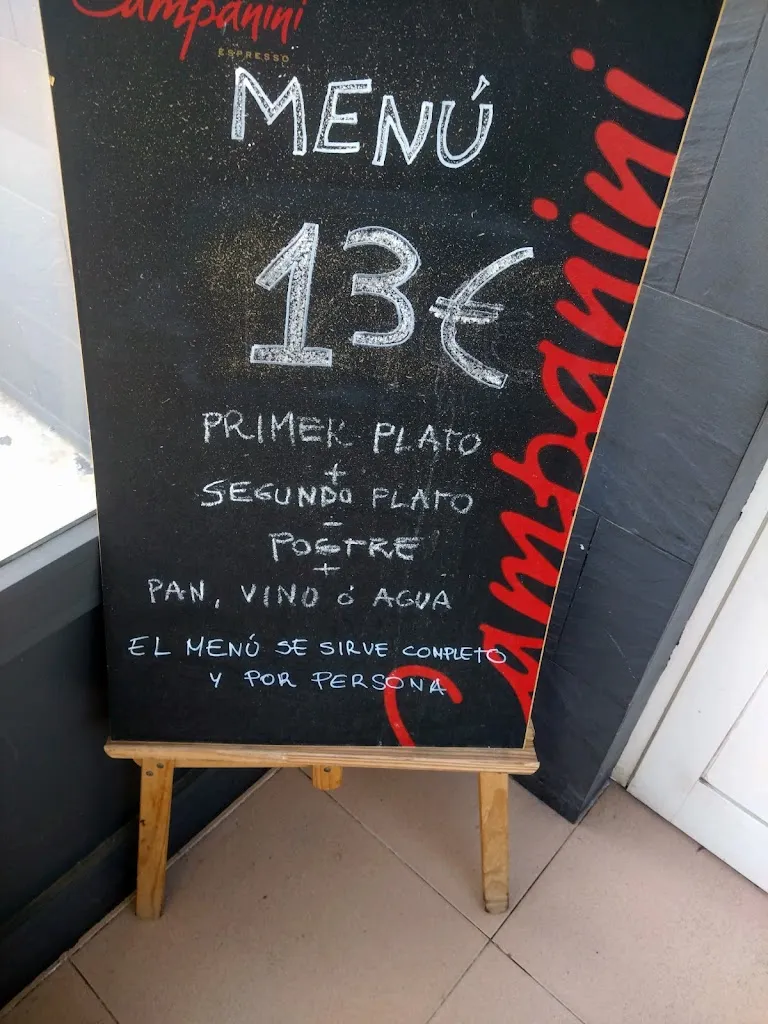 Campanini
ESPRESSO
MENÚ
13€
PRIMER PLATO
+
SEGUNDO PLATO
-
POSTRE
+
PAN, VINO ó AGUA
EL MENÚ SE SIRVE COMPLETO
Y POR PERSONA
Campanini